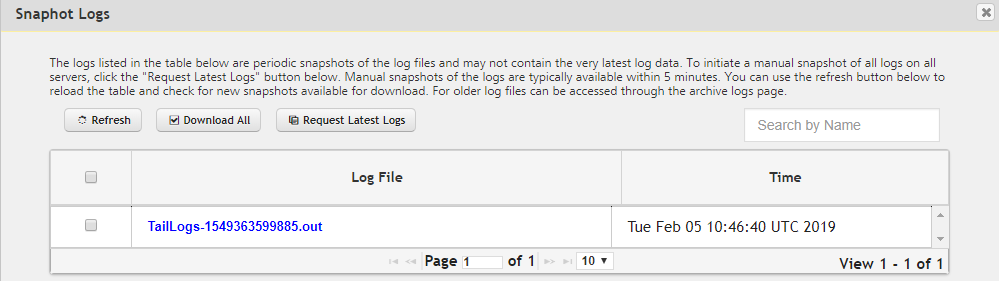 Snaphot Logs
The logs listed in the table below are periodic snapshots of the log files and may not contain the very latest log data. To initiate a manual snapshot of all logs on all
servers, click the "Request Latest Logs" button below. Manual snapshots of the logs are typically available within 5 minutes. You can use the refresh button below to
reload the table and check for new snapshots available for download. For older log files can be accessed through the archive logs page.
Refresh Download All Request Latest Logs Search by Name
Log File Time
TailLogs-1549363599885.out Tue Feb 05 10:46:40 UTC 2019
Page 1 of 1 10 View 1 - 1 of 1